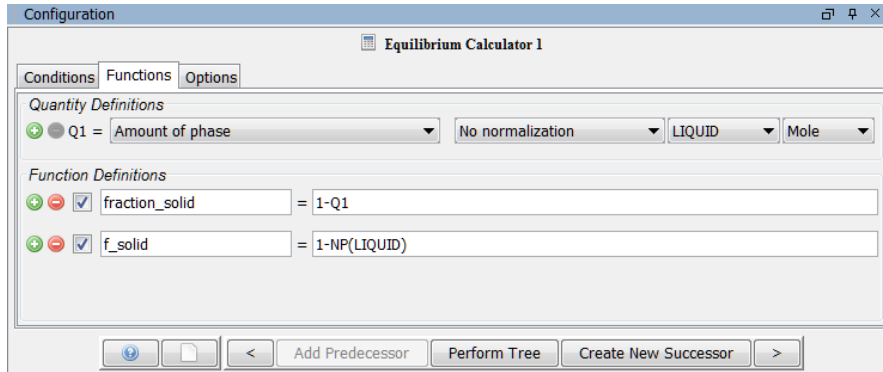 Configuration
Equilibrium Calculator 1
Conditions Functions Options
Quantity Definitions
Q1 = Amount of phase No normalization LIQUID Mole
Function Definitions
fraction_solid = 1-Q1
f_solid = 1-NP(LIQUID)
< Add Predecessor Perform Tree Create New Successor >